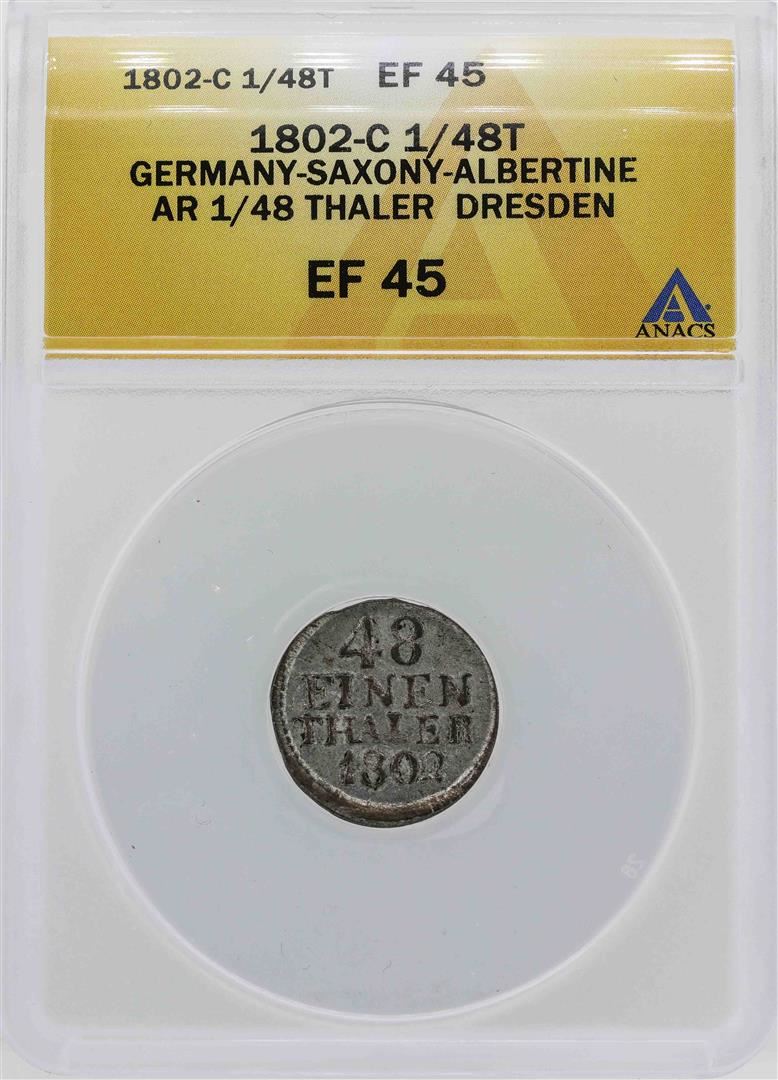 1802-C 1/48T EF 45
1802-C 1/48T
GERMANY-SAXONY-ALBERTINE
AR 1/48 THALER DRESDEN
EF 45
ANACS
48
EINEN
THALER
1802
28